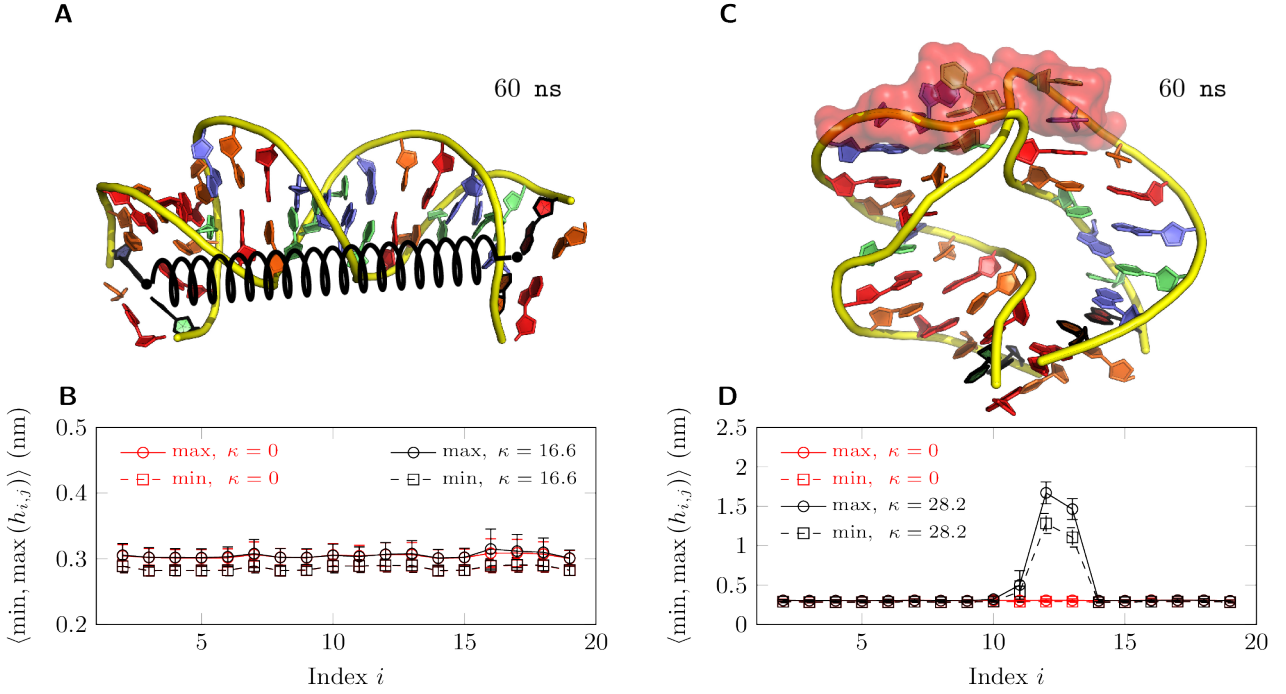 A
60 ns
B
⟨min, max (h_{i,j})⟩ (nm)
0.5
0.4
0.3
0.2
max, κ = 0
min, κ = 0
max, κ = 16.6
min, κ = 16.6
5
10
15
20
Index i
C
60 ns
D
⟨min, max (h_{i,j})⟩ (nm)
2.5
2
1.5
1
0.5
0
max, κ = 0
min, κ = 0
max, κ = 28.2
min, κ = 28.2
5
10
15
20
Index i